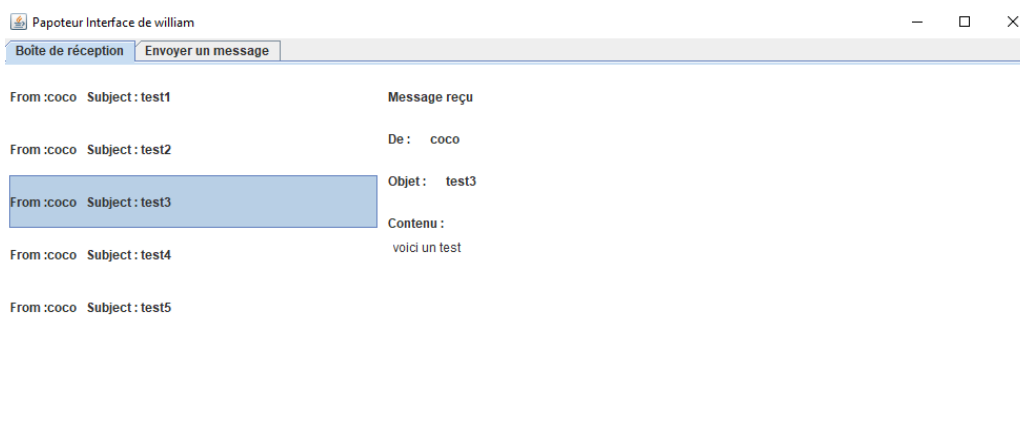 Papoteur Interface de william
Boîte de réception
Envoyer un message
From :coco Subject : test1
From :coco Subject : test2
From :coco Subject : test3
From :coco Subject : test4
From :coco Subject : test5
Message reçu
De : coco
Objet : test3
Contenu :
voici un test